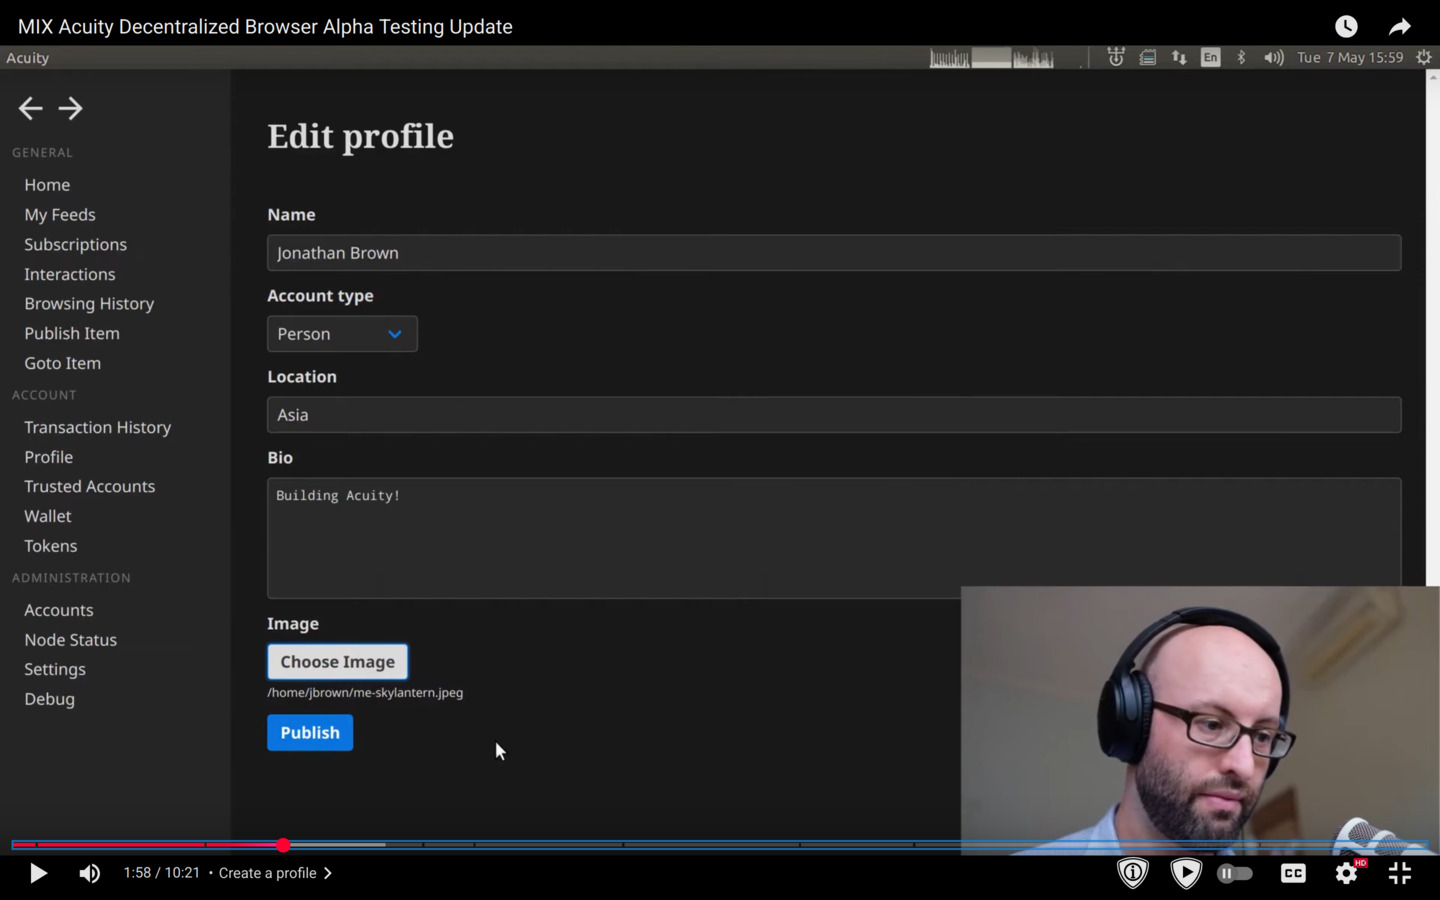 MIX Acuity Decentralized Browser Alpha Testing Update
Acuity
En
Tue 7 May 15:59
GENERAL
Home
My Feeds
Subscriptions
Interactions
Browsing History
Publish Item
Goto Item
ACCOUNT
Transaction History
Profile
Trusted Accounts
Wallet
Tokens
ADMINISTRATION
Accounts
Node Status
Settings
Debug
Edit profile
Name
Jonathan Brown
Account type
Person
Location
Asia
Bio
Building Acuity!
Image
Choose Image
/home/jbrown/me-skylantern.jpeg
Publish
1:58 / 10:21 • Create a profile
CC
HD